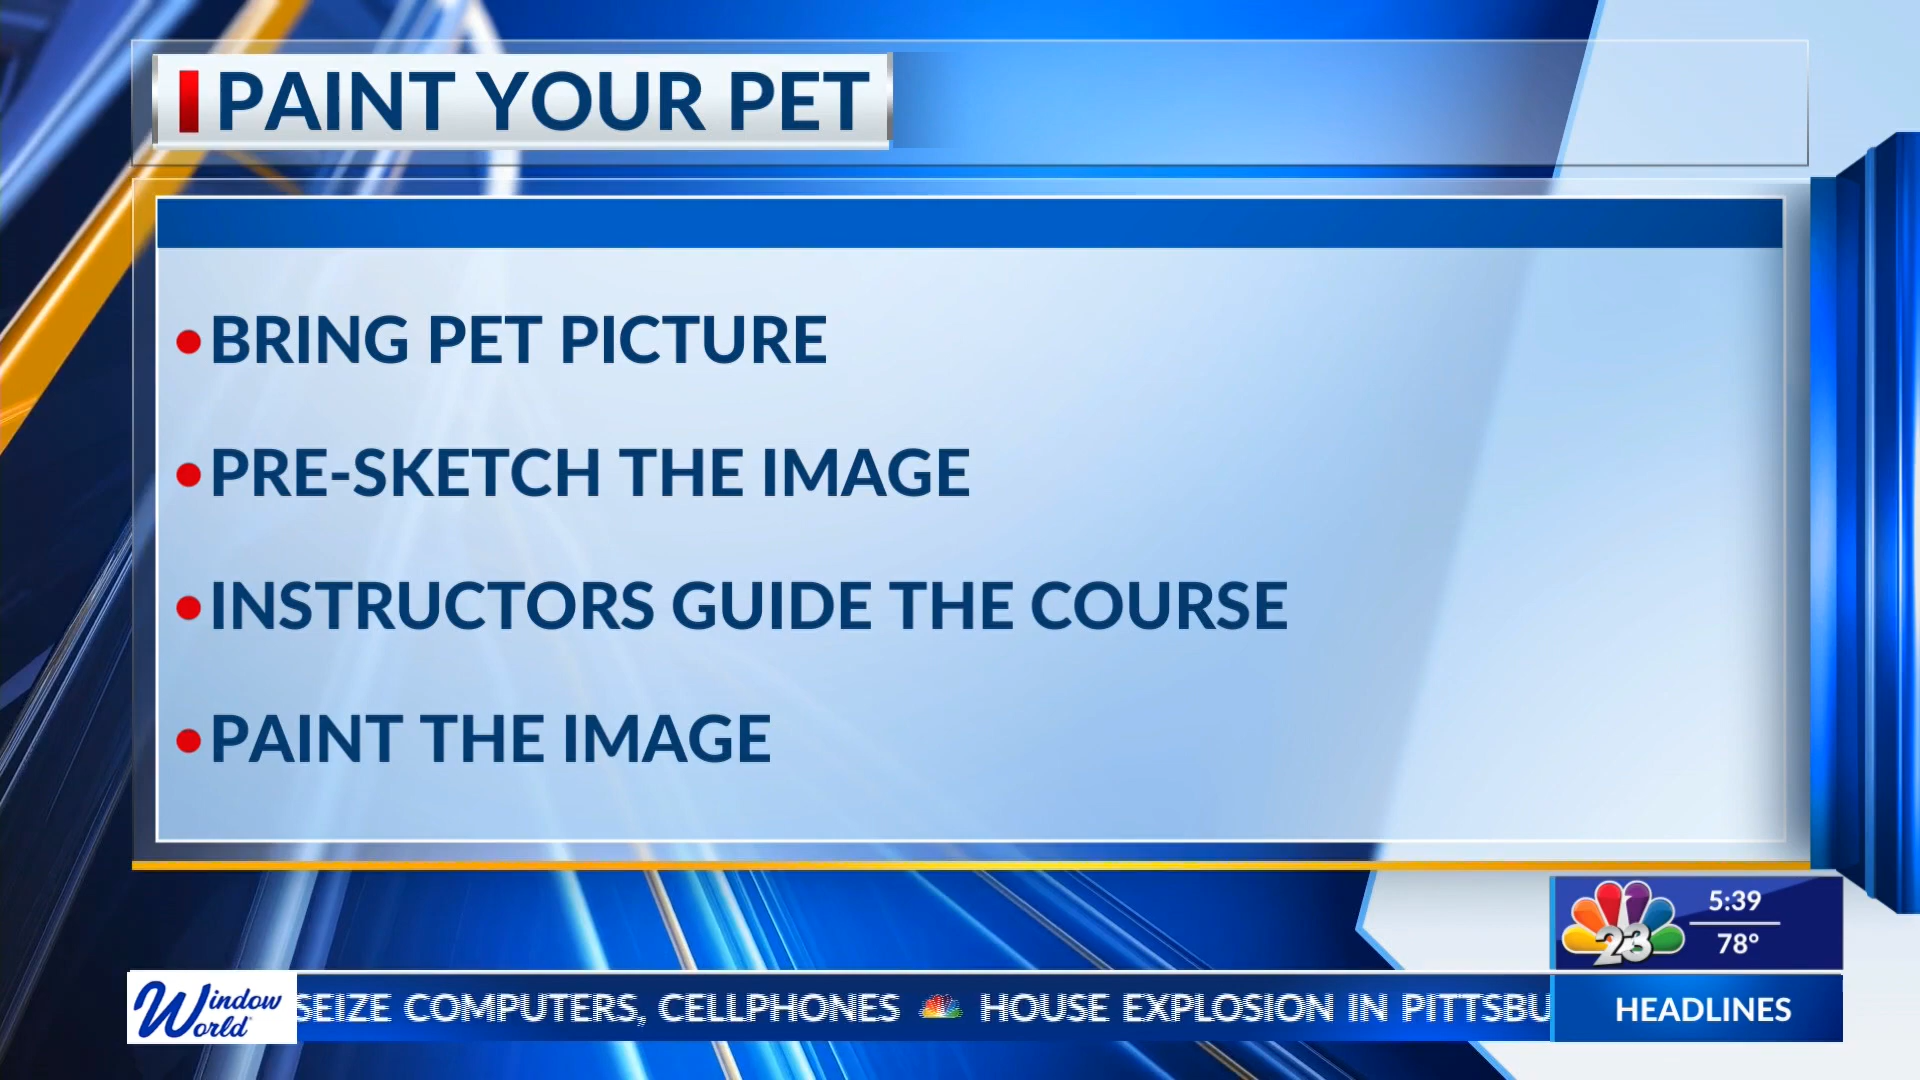 PAINT YOUR PET
•BRING PET PICTURE
•PRE-SKETCH THE IMAGE
•INSTRUCTORS GUIDE THE COURSE
•PAINT THE IMAGE
23
5:39
78°
Window World
SEIZE COMPUTERS, CELLPHONES HOUSE EXPLOSION IN PITTSBU
HEADLINES